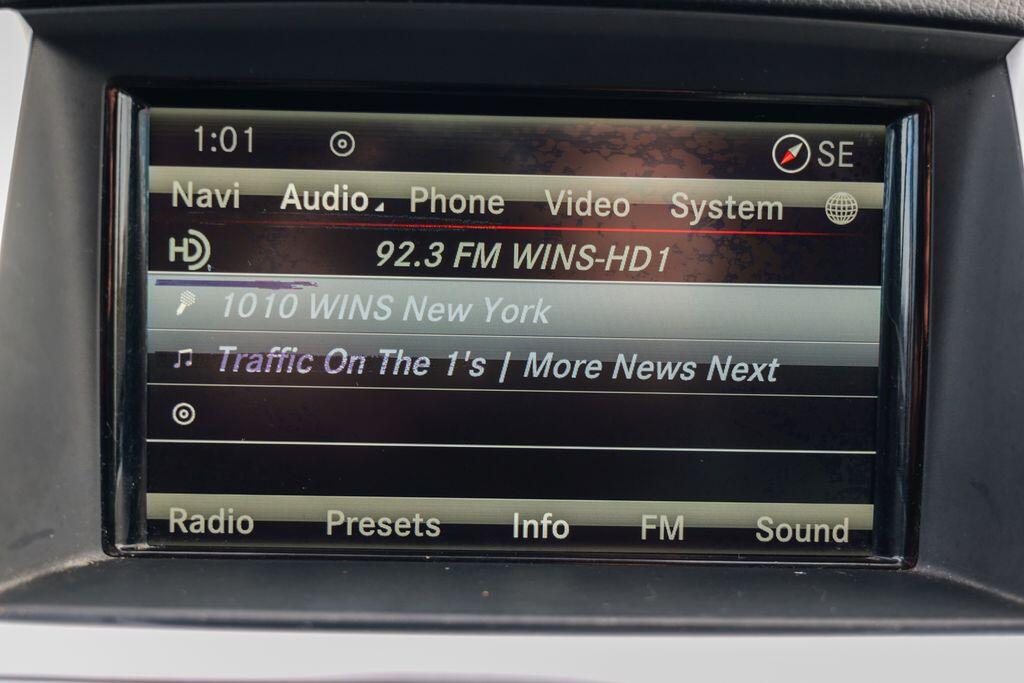 1:01 SE
Navi Audio Phone Video System
HD 92.3 FM WINS-HD1
1010 WINS New York
Traffic On The 1's | More News Next
Radio Presets Info FM Sound